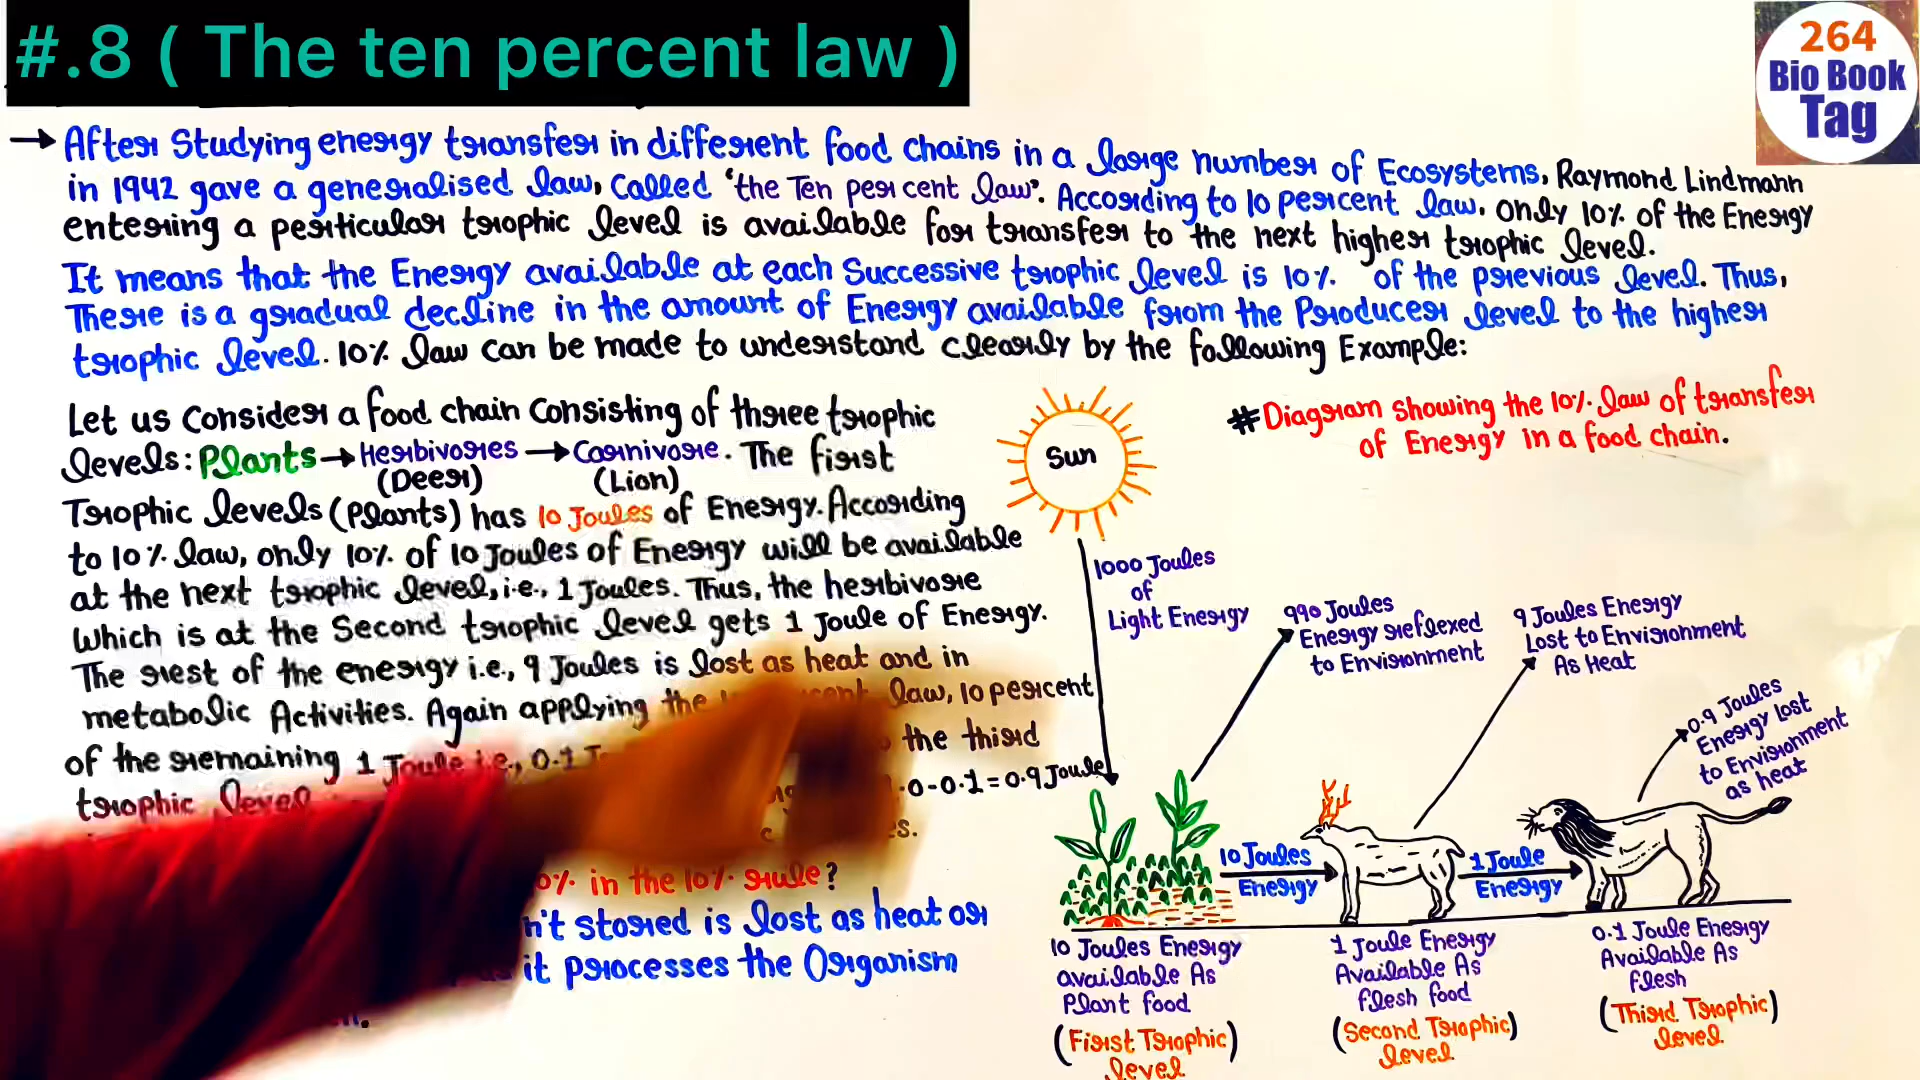 #.8 ( The ten percent law )
264
Bio Book
Tag
→ After Studying energy transfer in different food chains in a large number of Ecosystems, Raymond Lindmann
in 1942 gave a generalised law, Called 'the Ten per cent law'. According to 10 percent law, only 10% of the Energy
entering a perticular trophic level is available for transfer to the next higher trophic level.
It means that the Energy available at each Successive trophic level is 10% of the previous level. Thus,
There is a gradual decline in the amount of Energy available from the Producer level to the higher
trophic level. 10% law can be made to understand clearly by the following Example:
Let us Consider a food chain Consisting of three trophic
levels: Plants → Herbivores → Carnivore. The first
(Deer) (Lion)
Trophic levels (Plants) has 10 Joules of Energy. According
to 10% law, only 10% of 10 Joules of Energy will be available
at the next trophic level, i.e., 1 Joules. Thus, the herbivore
which is at the Second trophic level gets 1 Joule of Energy.
The rest of the energy i.e., 9 Joules is lost as heat and in
metabolic Activities. Again applying the law, 10 percent
of the remaining 1 Joule i.e., 0.1 the third
trophic level .0-0.1 = 0.9 Joule
in the 10% rule?
stored is lost as heat or
it processes the Organism
# Diagram showing the 10% law of transfer
of Energy in a food chain.
Sun
1000 Joules
of
Light Energy
990 Joules
Energy reflexed
to Environment
9 Joules Energy
Lost to Environment
As Heat
0.9 Joules
Energy Lost
to Environment
as heat
10 Joules
Energy
1 Joule
Energy
10 Joules Energy
available As
Plant food
(First Trophic)
level
1 Joule Energy
Available As
flesh food
(Second Trophic)
level
0.1 Joule Energy
Available As
flesh
(Third Trophic)
level